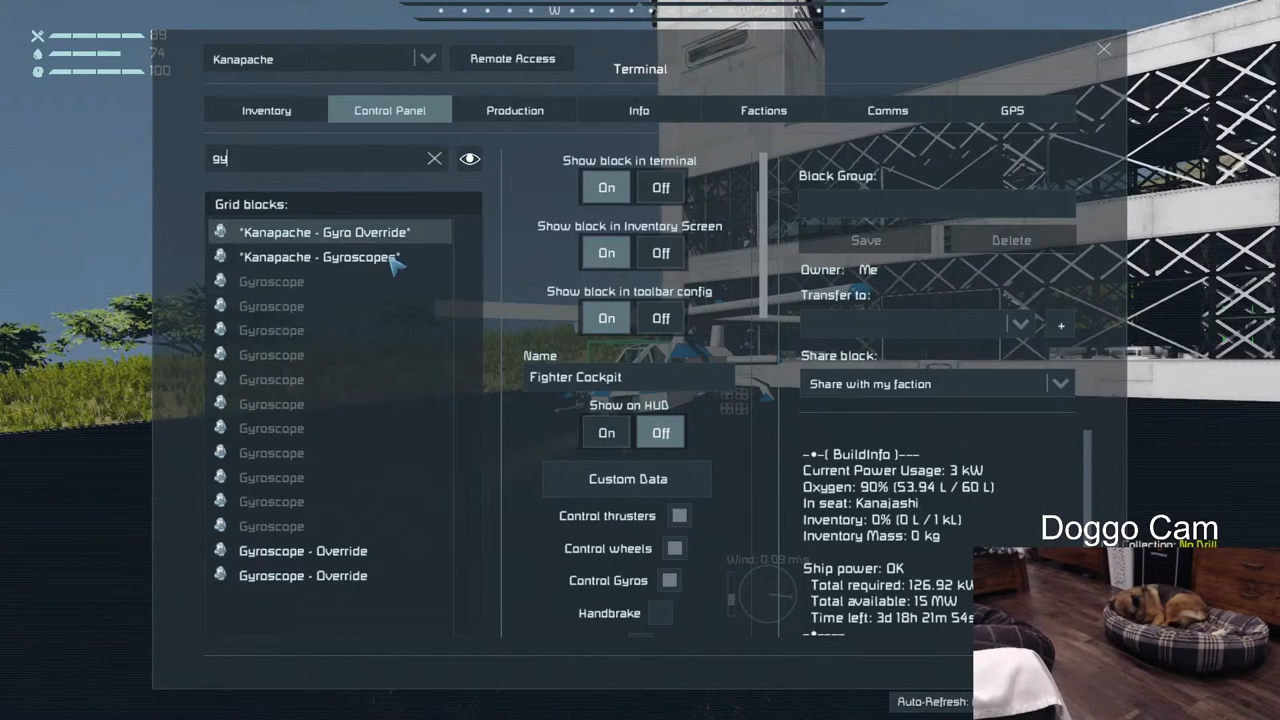 W
89
74
100
Kanapache
Remote Access
Terminal
Inventory
Control Panel
Production
Info
Factions
Comms
GPS
gy
Grid blocks:
*Kanapache - Gyro Override*
*Kanapache - Gyroscopes*
Gyroscope
Gyroscope
Gyroscope
Gyroscope
Gyroscope
Gyroscope
Gyroscope
Gyroscope
Gyroscope
Gyroscope
Gyroscope
Gyroscope - Override
Gyroscope - Override
Show block in terminal
On Off
Show block in Inventory Screen
On Off
Show block in toolbar config
On Off
Name
Fighter Cockpit
Show on HUD
On Off
Custom Data
Control thrusters
Control wheels
Control Gyros
Handbrake
Wind: 0.09 m/s
Block Group:
Save
Delete
Owner: Me
Transfer to:
+
Share block:
Share with my faction
-•-( BuildInfo )---
Current Power Usage: 3 kW
Oxygen: 90% (53.94 L / 60 L)
In seat: Kanajashi
Inventory: 0% (0 L / 1 kL)
Inventory Mass: 0 kg
Ship power: OK
Total required: 126.92 kW
Total available: 15 MW
Time left: 3d 18h 21m 54s
-•----
Doggo Cam
Collection: No Drill
Auto-Refresh: